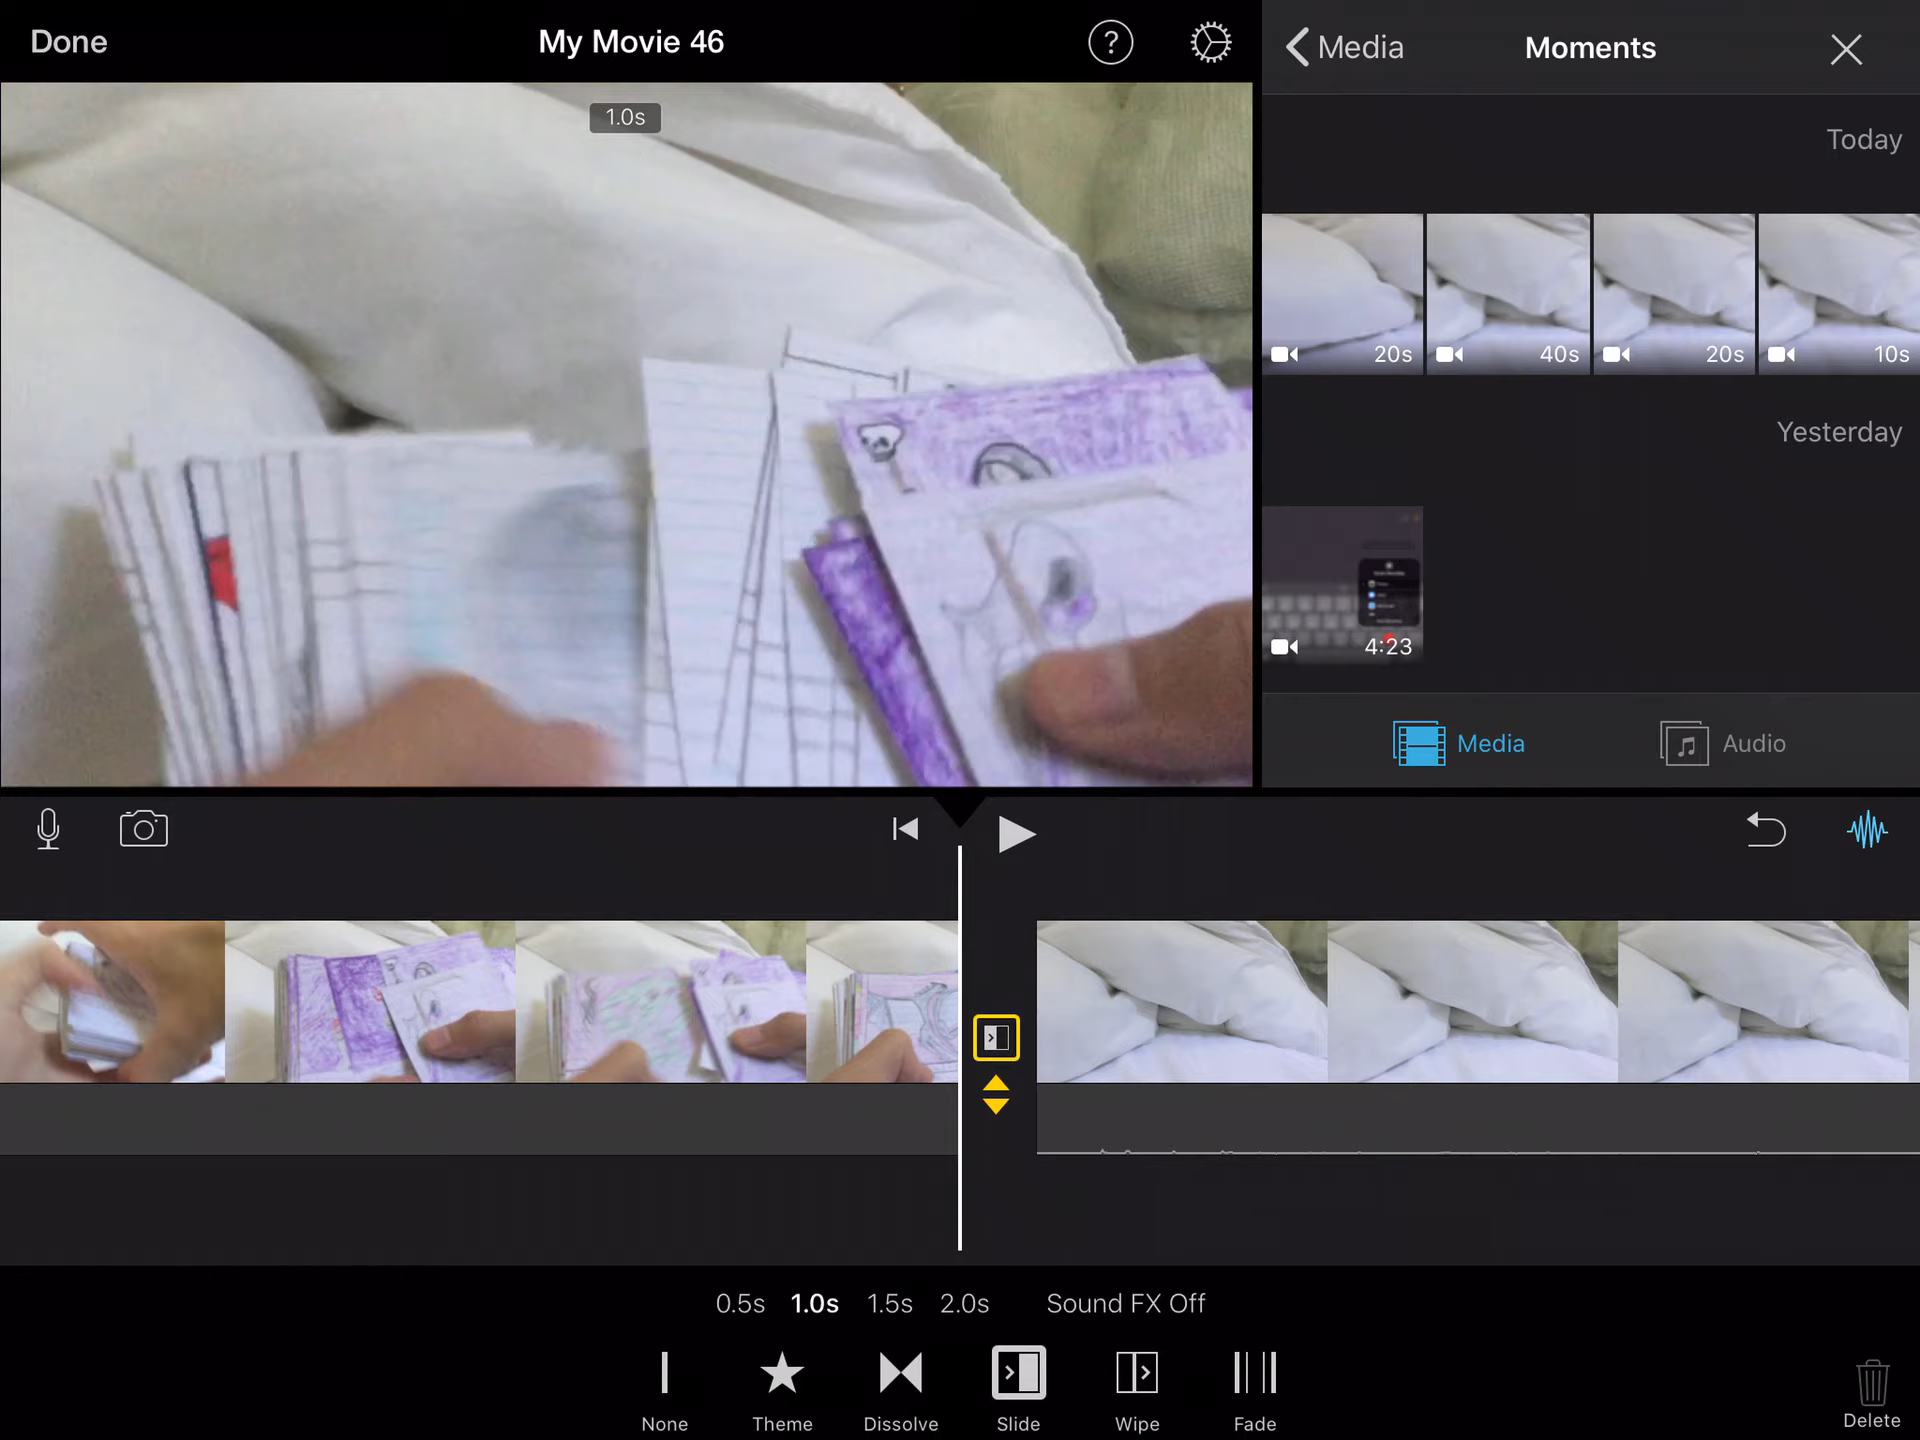 Done
My Movie 46
?
Media
Moments
1.0s
Today
20s
40s
20s
10s
Yesterday
4:23
Media
Audio
0.5s
1.0s
1.5s
2.0s
Sound FX Off
None
Theme
Dissolve
Slide
Wipe
Fade
Delete